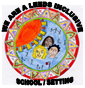 WE ARE A LEEDS INCLUSIVE
SCHOOL / SETTING